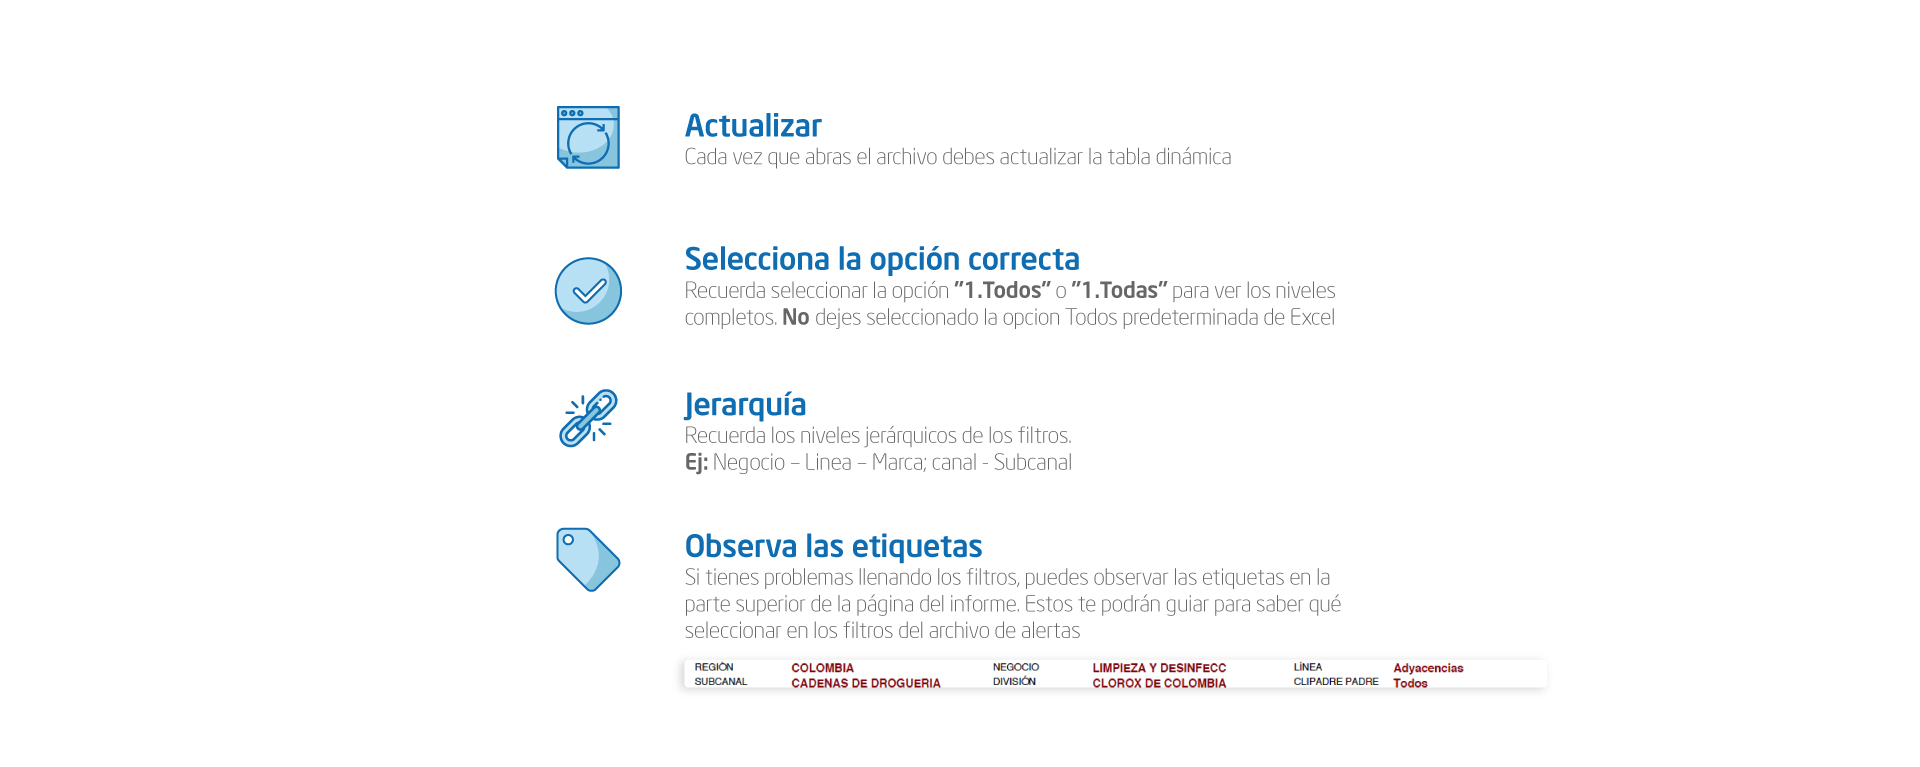 Actualizar
Cada vez que abras el archivo debes actualizar la tabla dinámica
Selecciona la opción correcta
Recuerda seleccionar la opción "1.Todos" o "1.Todas" para ver los niveles
completos. No dejes seleccionado la opcion Todos predeterminada de Excel
Jerarquía
Recuerda los niveles jerárquicos de los filtros.
Ej: Negocio – Linea – Marca; canal - Subcanal
Observa las etiquetas
Si tienes problemas llenando los filtros, puedes observar las etiquetas en la
parte superior de la página del informe. Estos te podrán guiar para saber qué
seleccionar en los filtros del archivo de alertas
REGIÓN COLOMBIA NEGOCIO LIMPIEZA Y DESINFECC LÍNEA Adyacencias
SUBCANAL CADENAS DE DROGUERIA DIVISIÓN CLOROX DE COLOMBIA CLIPADRE PADRE Todos